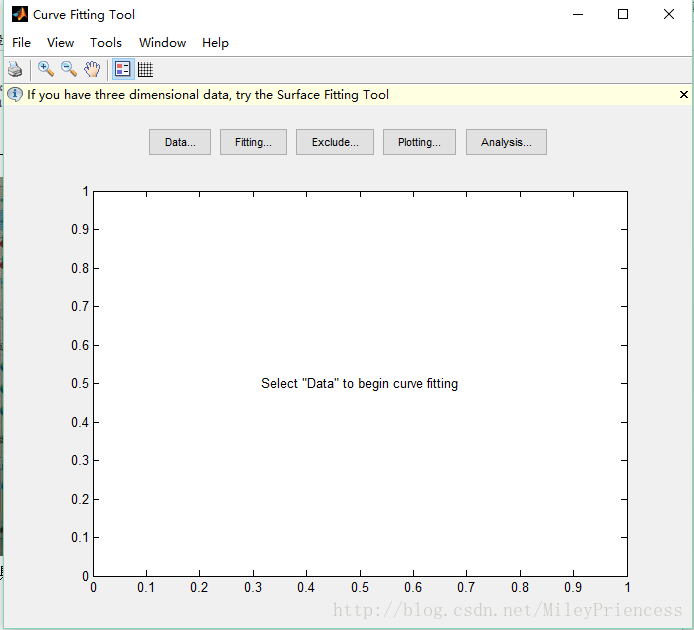 Curve Fitting Tool
File View Tools Window Help
If you have three dimensional data, try the Surface Fitting Tool
Data... Fitting... Exclude... Plotting... Analysis...
1
0.9
0.8
0.7
0.6
0.5
0.4
0.3
0.2
0.1
0
Select "Data" to begin curve fitting
0 0.1 0.2 0.3 0.4 0.5 0.6 0.7 0.8 0.9 1
http://blog.csdn.net/MileyPriencess